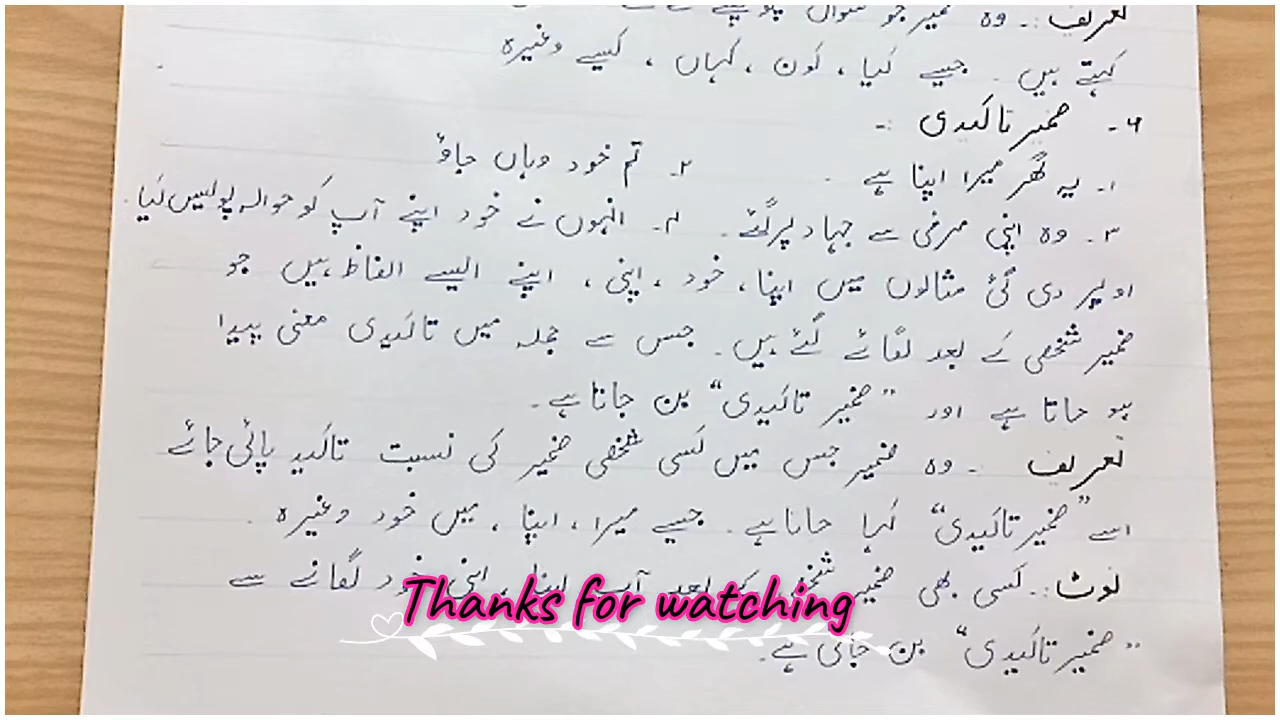 تعریف :۔ وہ ضمیر جو سوال
کہتے ہیں ۔ جیسے کیا ، کون ، کہاں ، کیسے وغیرہ
۶۔ ضمیر تاکیدی :۔
۱۔ یہ گھر میرا اپنا ہے ۔ ۲۔ تم خود وہاں جاؤ
۳۔ وہ اپنی مرضی سے جہاد پر گئے ۔ ۴۔ انہوں نے خود اپنے آپ کو حوالہ پولیس کیا ۔
اوپر دی گئی مثالوں میں اپنا ، خود ، اپنی ، اپنے ایسے الفاظ ہیں جو
ضمیر شخصی کے بعد لگائے گئے ہیں ۔ جس سے جملہ میں تاکیدی معنی پیدا
ہو جاتا ہے اور "ضمیر تاکیدی" بن جاتا ہے ۔
تعریف :۔ وہ ضمیر جس میں کسی شخصی ضمیر کی نسبت تاکید پائی جائے
اسے "ضمیر تاکیدی" کہا جاتا ہے ۔ جیسے میرا ، اپنا ، میں خود وغیرہ ۔
نوٹ :۔ کسی بھی ضمیر خود لگانے سے
"ضمیر تاکیدی" بن جاتی ہے ۔
Thanks for watching